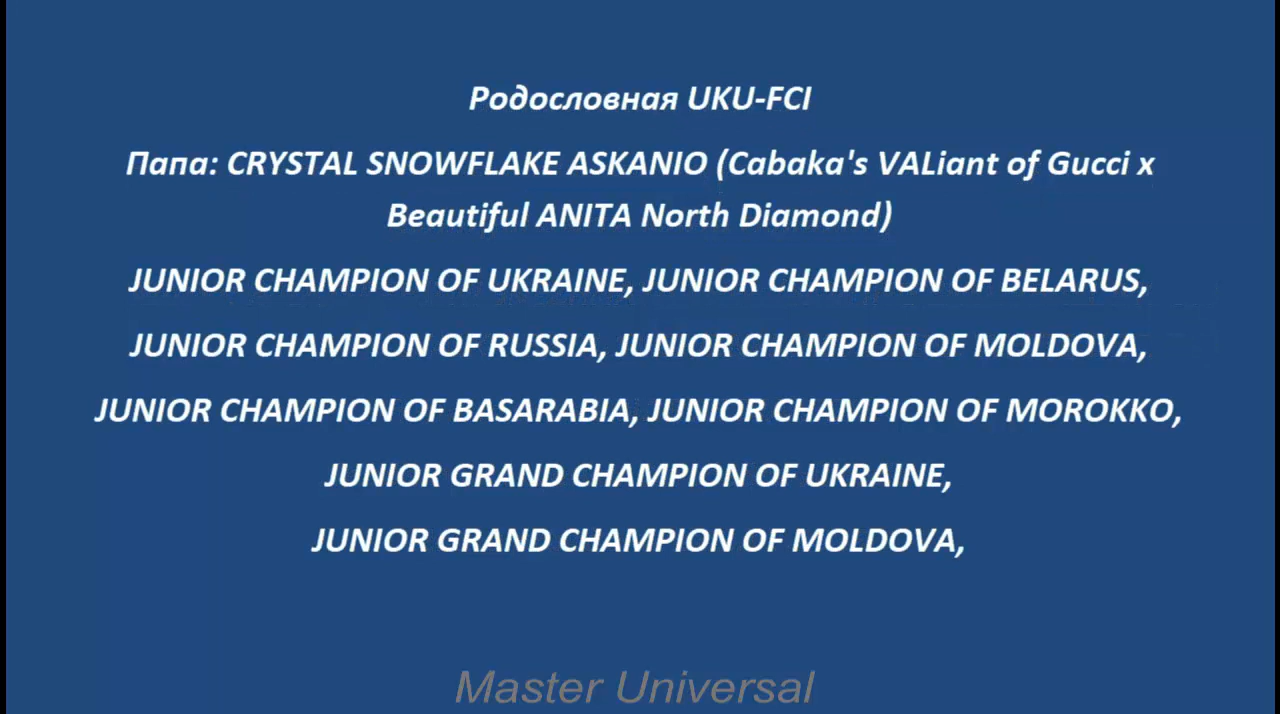 Родословная UKU-FCI
Папа: CRYSTAL SNOWFLAKE ASKANIO (Cabaka's VALiant of Gucci x
Beautiful ANITA North Diamond)
JUNIOR CHAMPION OF UKRAINE, JUNIOR CHAMPION OF BELARUS,
JUNIOR CHAMPION OF RUSSIA, JUNIOR CHAMPION OF MOLDOVA,
JUNIOR CHAMPION OF BASARABIA, JUNIOR CHAMPION OF MOROKKO,
JUNIOR GRAND CHAMPION OF UKRAINE,
JUNIOR GRAND CHAMPION OF MOLDOVA,
Master Universal